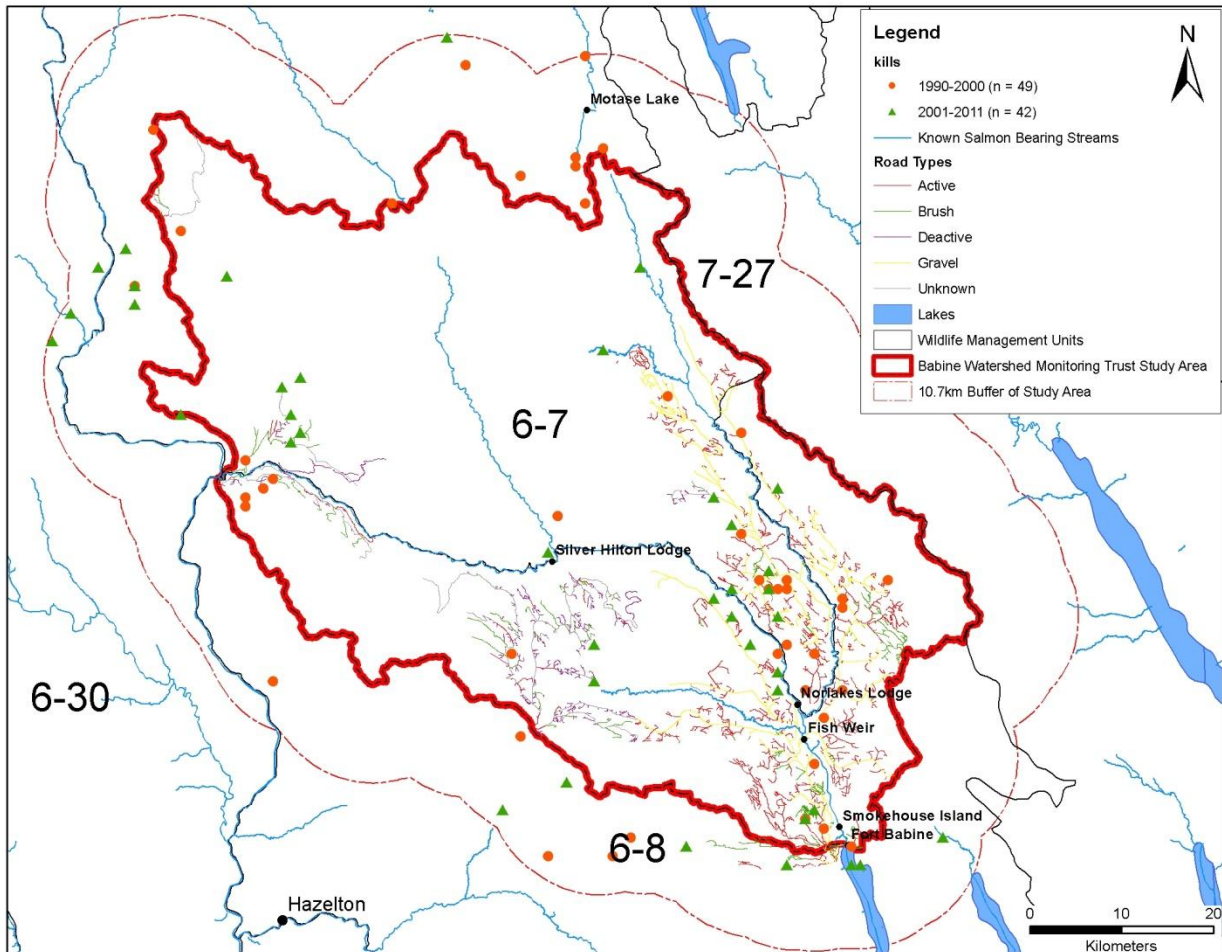 Legend
N
kills
1990-2000 (n = 49)
2001-2011 (n = 42)
Known Salmon Bearing Streams
Road Types
Active
Brush
Deactive
Gravel
Unknown
Lakes
Wildlife Management Units
Babine Watershed Monitoring Trust Study Area
10.7km Buffer of Study Area
Motase Lake
7-27
6-7
Silver Hilton Lodge
6-30
Norlakes Lodge
Fish Weir
Smokehouse Island
Fort Babine
6-8
Hazelton
0 10 20
Kilometers